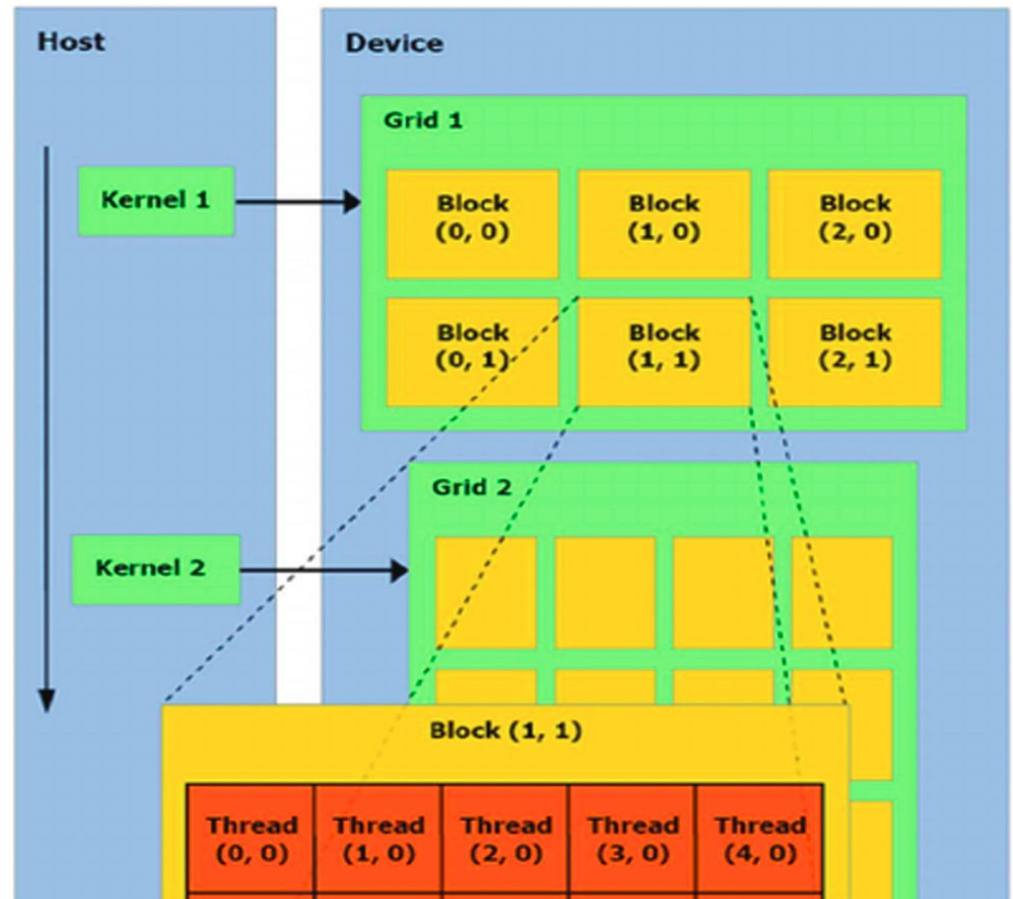 Host
Device
Grid 1
Kernel 1
Block
(0, 0)
Block
(1, 0)
Block
(2, 0)
Block
(0, 1)
Block
(1, 1)
Block
(2, 1)
Grid 2
Kernel 2
Block (1, 1)
Thread
(0, 0)
Thread
(1, 0)
Thread
(2, 0)
Thread
(3, 0)
Thread
(4, 0)